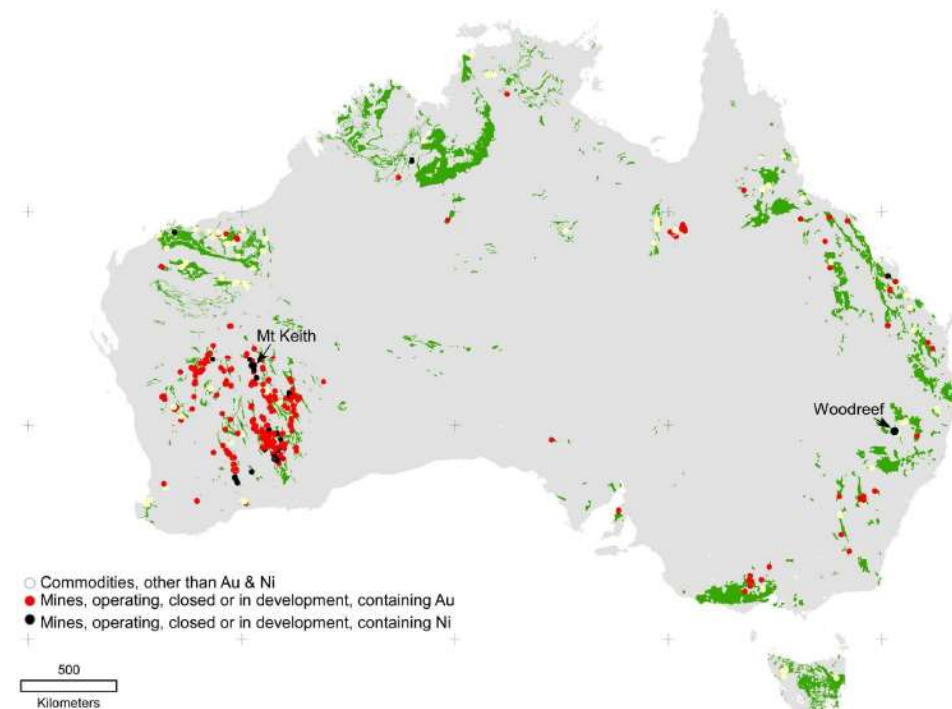 Mt Keith
Woodreef
Commodities, other than Au & Ni
Mines, operating, closed or in development, containing Au
Mines, operating, closed or in development, containing Ni
500
Kilometers